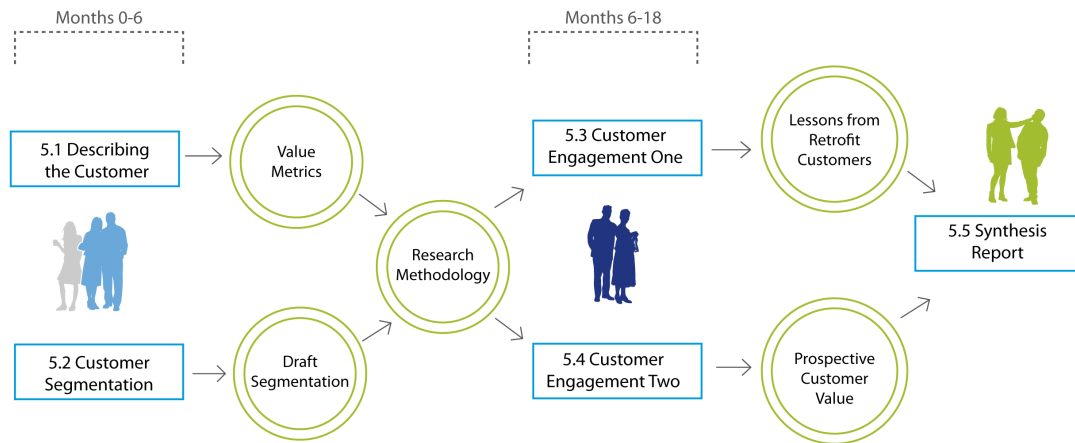 Months 0-6
Months 6-18
5.1 Describing
the Customer
Value
Metrics
5.3 Customer
Engagement One
Lessons from
Retrofit
Customers
Research
Methodology
5.5 Synthesis
Report
5.2 Customer
Segmentation
Draft
Segmentation
5.4 Customer
Engagement Two
Prospective
Customer
Value